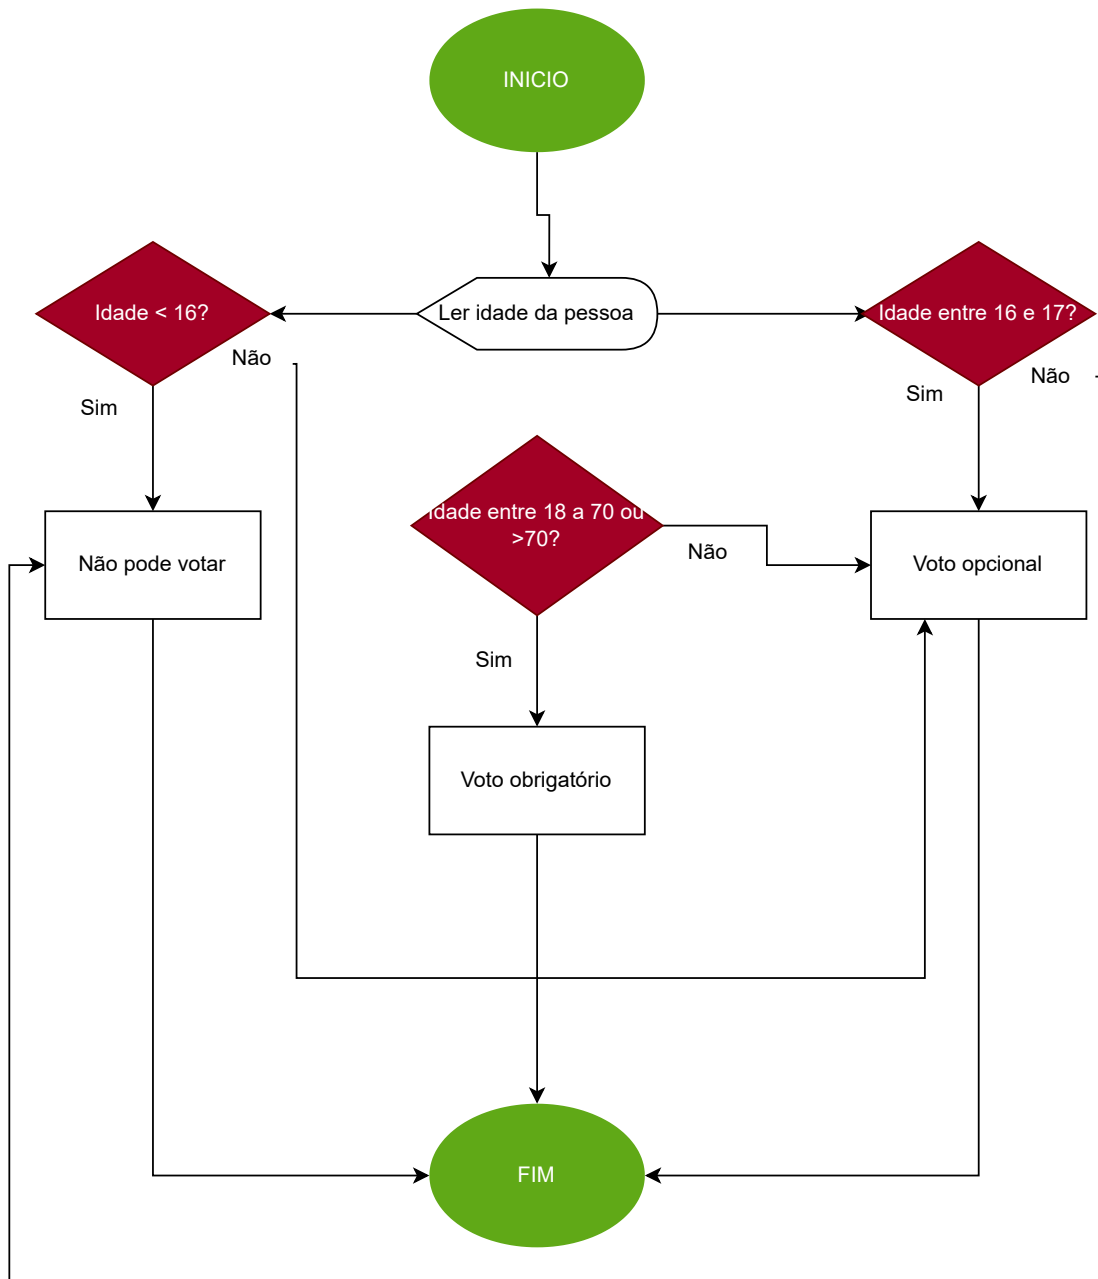 INICIO
Idade < 16?
Ler idade da pessoa
Idade entre 16 e 17?
Não
Não
Sim
Sim
Idade entre 18 a 70 ou
>70?
Não
Não pode votar
Voto opcional
Sim
Voto obrigatório
FIM